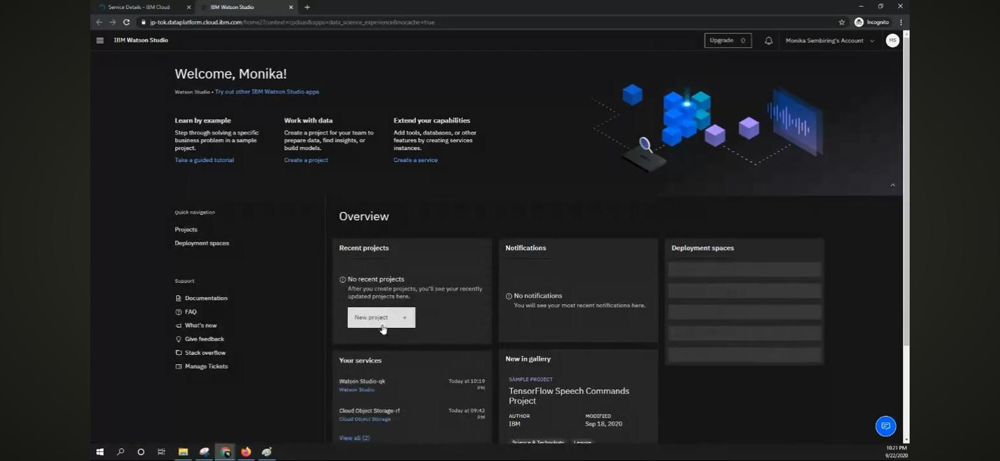 Service Details - IBM Cloud
IBM Watson Studio
jp-tok.dataplatform.cloud.ibm.com/home2?context=cpdaas&apps=data_science_experience&nocache=true
Incognito
IBM Watson Studio
Upgrade
Monika Sembiring's Account
MS
Welcome, Monika!
Watson Studio • Try out other IBM Watson Studio apps
Learn by example
Step through solving a specific
business problem in a sample
project.
Take a guided tutorial
Work with data
Create a project for your team to
prepare data, find insights, or
build models.
Create a project
Extend your capabilities
Add tools, databases, or other
features by creating services
instances.
Create a service
Quick navigation
Projects
Deployment spaces
Support
Documentation
FAQ
What's new
Give feedback
Stack overflow
Manage Tickets
Overview
Recent projects
No recent projects
After you create projects, you'll see your recently
updated projects here.
New project +
Notifications
No notifications
You will see your most recent notifications here.
Deployment spaces
Your services
Watson Studio-qk
Watson Studio
Today at 10:19
PM
Cloud Object Storage-rf
Cloud Object Storage
Today at 09:42
PM
View all (2)
New in gallery
SAMPLE PROJECT
TensorFlow Speech Commands
Project
AUTHOR
IBM
MODIFIED
Sep 18, 2020
Science & Technology
Leisure
10:21 PM
9/22/2020